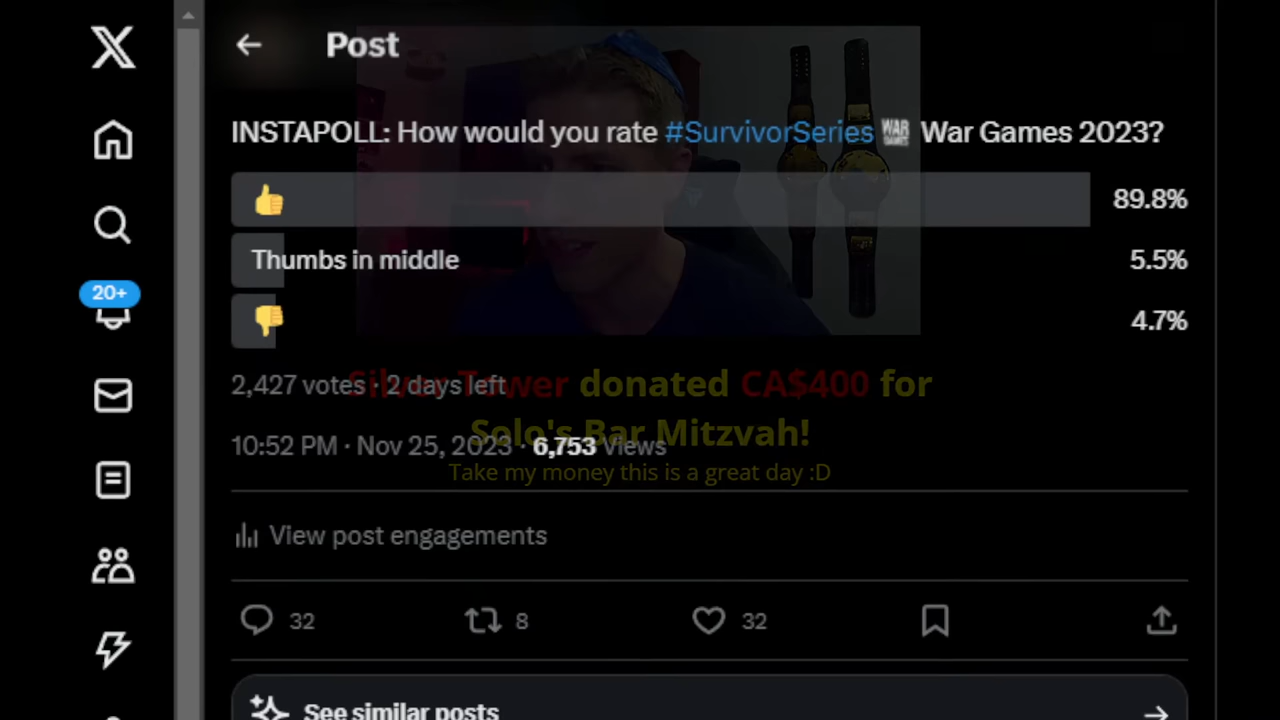 Post
INSTAPOLL: How would you rate #SurvivorSeries WAR GAMES War Games 2023?
👍 89.8%
Thumbs in middle 5.5%
👎 4.7%
2,427 votes · 2 days left
Silver Tower donated CA$400 for
Solo's Bar Mitzvah!
10:52 PM · Nov 25, 2023 · 6,753 Views
Take my money this is a great day :D
20+
View post engagements
32 8 32
See similar posts